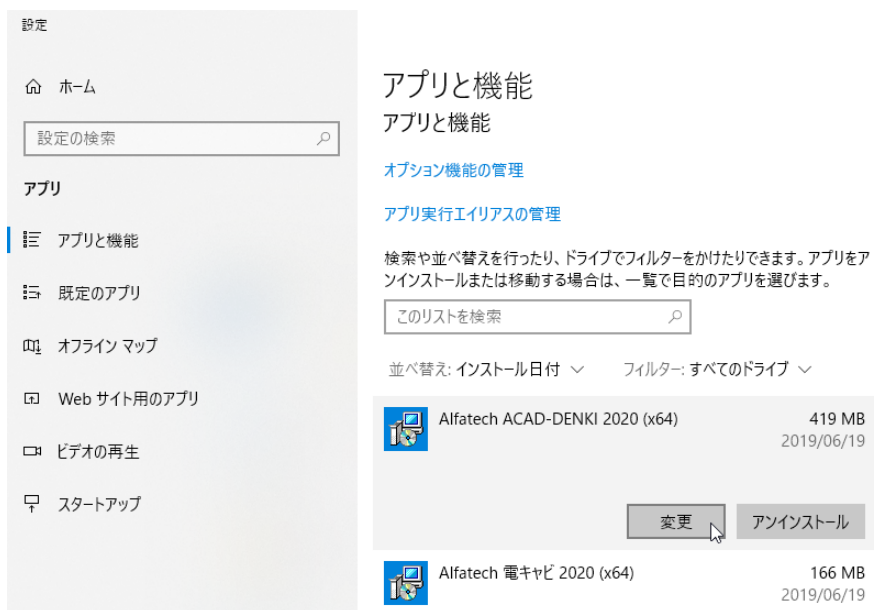 設定
ホーム
設定の検索
アプリ
アプリと機能
既定のアプリ
オフライン マップ
Web サイト用のアプリ
ビデオの再生
スタートアップ
アプリと機能
アプリと機能
オプション機能の管理
アプリ実行エイリアスの管理
検索や並べ替えを行ったり、ドライブでフィルターをかけたりできます。アプリをア
ンインストールまたは移動する場合は、一覧で目的のアプリを選びます。
このリストを検索
並べ替え: インストール日付 フィルター: すべてのドライブ
Alfatech ACAD-DENKI 2020 (x64) 419 MB
2019/06/19
変更 アンインストール
Alfatech 電キャビ 2020 (x64) 166 MB
2019/06/19